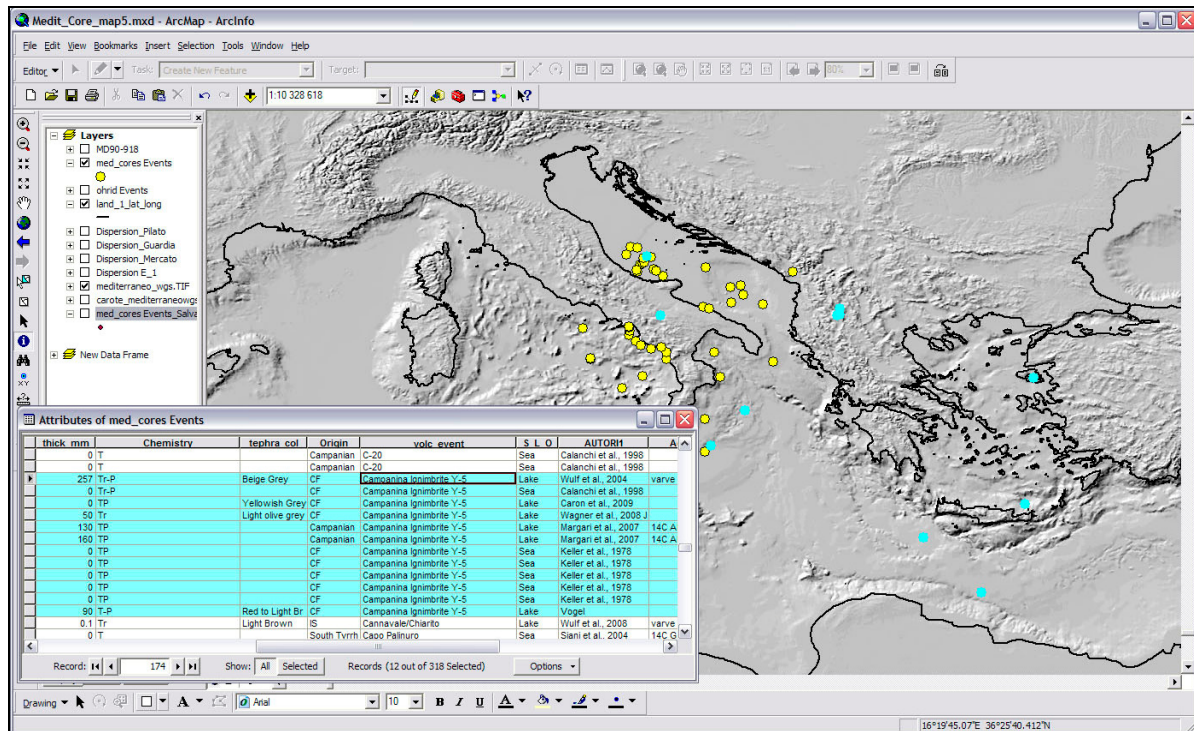 Medit_Core_map5.mxd - ArcMap - ArcInfo
File Edit View Bookmarks Insert Selection Tools Window Help
Editor Task: Create New Feature Target: 80%
1:10 328 618
Layers
MD90-918
med_cores Events
ohrid Events
land_1_lat_long
Dispersion_Pilato
Dispersion_Guardia
Dispersion_Mercato
Dispersion E_1
mediterraneo_wgs.TIF
carote_mediterraneowgs
med_cores Events_Salva
New Data Frame
Attributes of med_cores Events
thick_mm Chemistry tephra_col Origin volc_event S_L_O AUTORI1 A
0 T Campanian C-20 Sea Calanchi et al., 1998
0 T Campanian C-20 Sea Calanchi et al., 1998
257 Tr-P Beige Grey CF Campanina Ignimbrite Y-5 Lake Wulf et al., 2004 varve
0 Tr-P CF Campanina Ignimbrite Y-5 Sea Calanchi et al., 1998
0 TP Yellowish Grey CF Campanina Ignimbrite Y-5 Lake Caron et al., 2009
50 Tr Light olive grey CF Campanina Ignimbrite Y-5 Lake Wagner et al., 2008 J
130 TP Campanian Campanina Ignimbrite Y-5 Lake Margari et al., 2007 14C A
160 TP Campanian Campanina Ignimbrite Y-5 Lake Margari et al., 2007 14C A
0 TP CF Campanina Ignimbrite Y-5 Sea Keller et al., 1978
0 TP CF Campanina Ignimbrite Y-5 Sea Keller et al., 1978
0 TP CF Campanina Ignimbrite Y-5 Sea Keller et al., 1978
0 TP CF Campanina Ignimbrite Y-5 Sea Keller et al., 1978
0 TP CF Campanina Ignimbrite Y-5 Sea Keller et al., 1978
90 T-P Red to Light Br CF Campanina Ignimbrite Y-5 Lake Vogel
0.1 Tr Light Brown IS Cannavale/Chiarito Lake Wulf et al., 2008 varve
0 T South Tyrrh Capo Palinuro Sea Siani et al. 2004 14C G
Record: 174 Show: All Selected Records (12 out of 318 Selected) Options
Drawing A Arial 10 B I U A
16°19'45.07"E 36°25'40.412"N